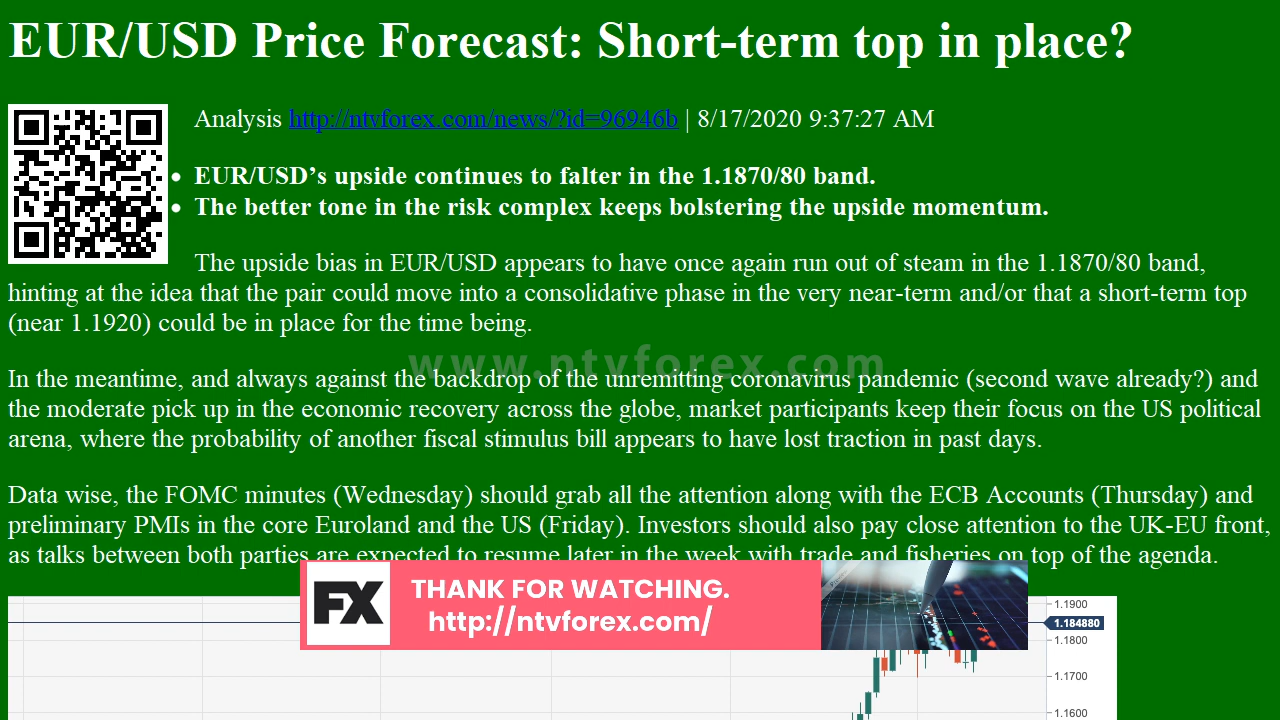 EUR/USD Price Forecast: Short-term top in place?
Analysis http://ntvforex.com/news/?id=96946b | 8/17/2020 9:37:27 AM
• EUR/USD’s upside continues to falter in the 1.1870/80 band.
• The better tone in the risk complex keeps bolstering the upside momentum.
The upside bias in EUR/USD appears to have once again run out of steam in the 1.1870/80 band,
hinting at the idea that the pair could move into a consolidative phase in the very near-term and/or that a short-term top
(near 1.1920) could be in place for the time being.
www.ntvforex.com
In the meantime, and always against the backdrop of the unremitting coronavirus pandemic (second wave already?) and
the moderate pick up in the economic recovery across the globe, market participants keep their focus on the US political
arena, where the probability of another fiscal stimulus bill appears to have lost traction in past days.
Data wise, the FOMC minutes (Wednesday) should grab all the attention along with the ECB Accounts (Thursday) and
preliminary PMIs in the core Euroland and the US (Friday). Investors should also pay close attention to the UK-EU front,
as talks between both parties are expected to resume later in the week with trade and fisheries on top of the agenda.
FX
THANK FOR WATCHING.
http://ntvforex.com/
1.1900
1.184880
1.1800
1.1700
1.1600